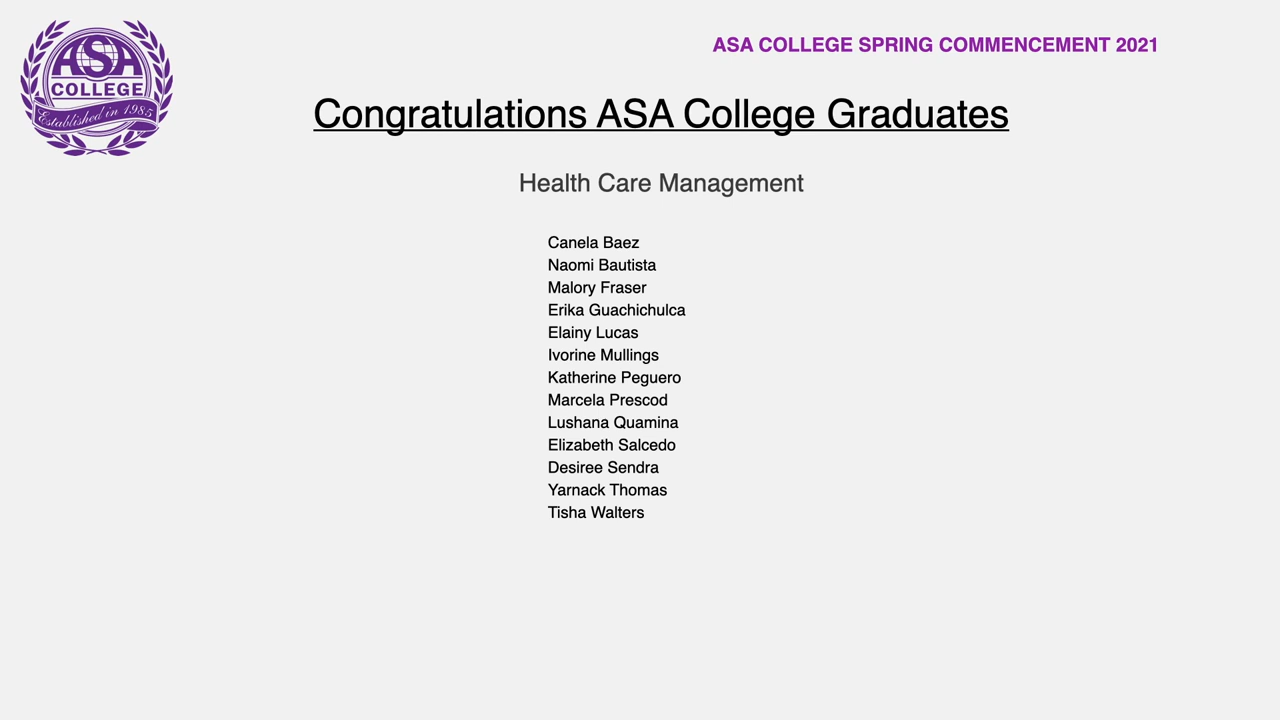 ASA
COLLEGE
Established in 1985
ASA COLLEGE SPRING COMMENCEMENT 2021
Congratulations ASA College Graduates
Health Care Management
Canela Baez
Naomi Bautista
Malory Fraser
Erika Guachichulca
Elainy Lucas
Ivorine Mullings
Katherine Peguero
Marcela Prescod
Lushana Quamina
Elizabeth Salcedo
Desiree Sendra
Yarnack Thomas
Tisha Walters